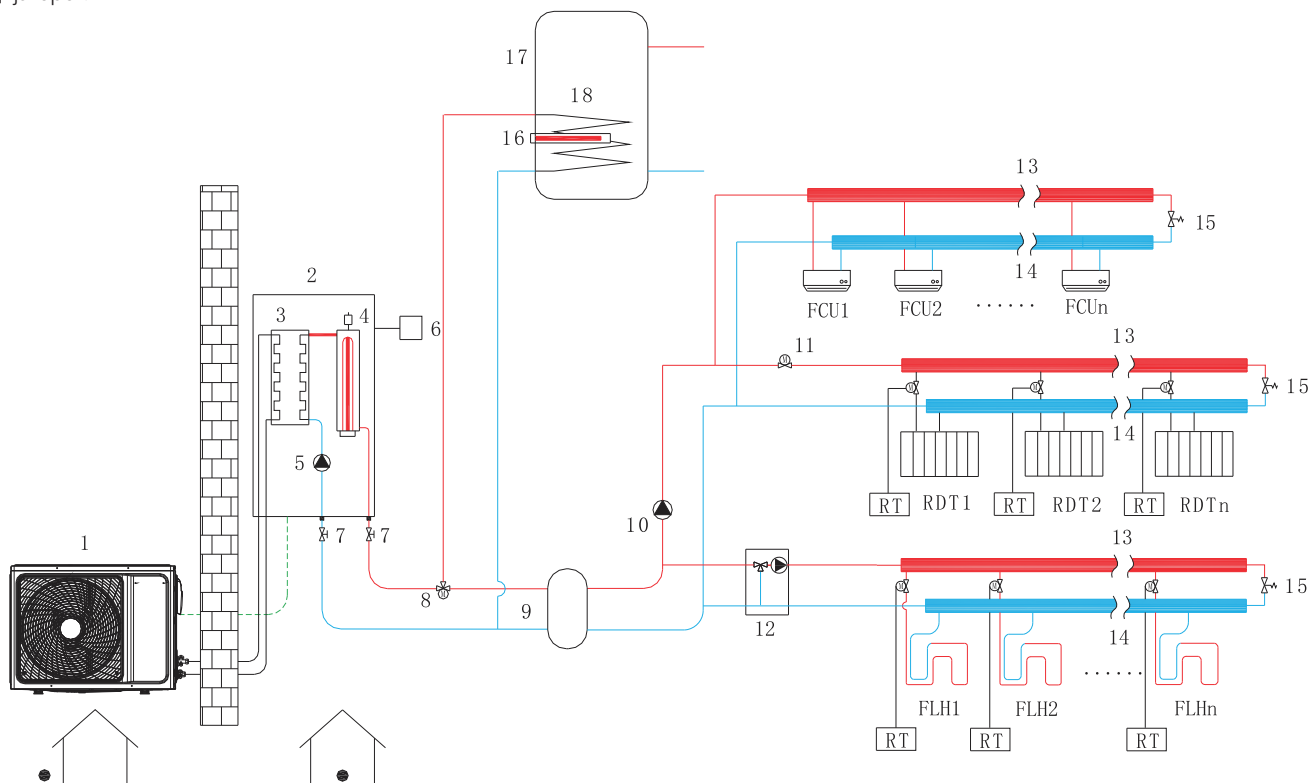 17
18
16
13
15
14
FCU1
FCU2
......
FCUn
2
3
4
6
5
7
7
11
M
13
15
14
M
M
M
RT
RDT1
RT
RDT2
RT
RDTn
1
8
M
9
10
12
13
15
14
M
M
M
FLH1
FLH2
......
FLHn
RT
RT
RT